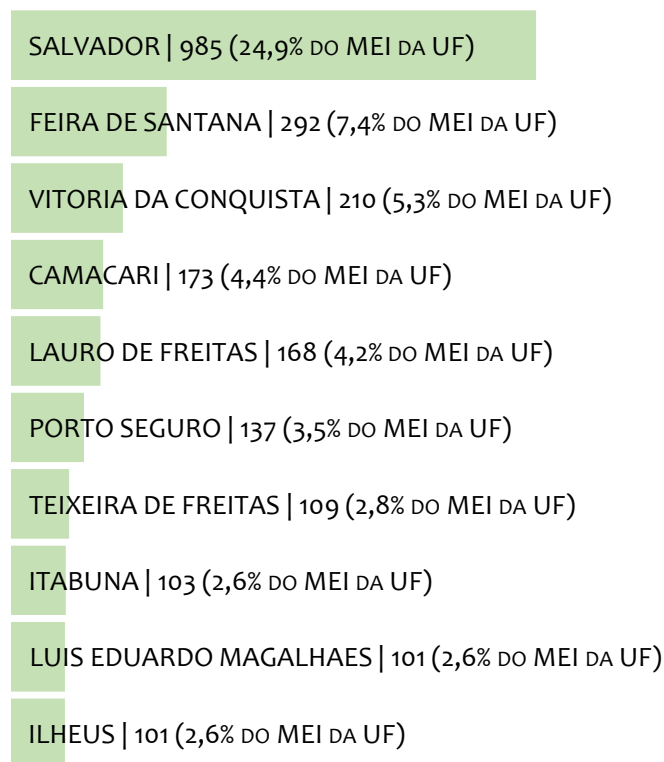 SALVADOR | 985 (24,9% DO MEI DA UF)
FEIRA DE SANTANA | 292 (7,4% DO MEI DA UF)
VITORIA DA CONQUISTA | 210 (5,3% DO MEI DA UF)
CAMACARI | 173 (4,4% DO MEI DA UF)
LAURO DE FREITAS | 168 (4,2% DO MEI DA UF)
PORTO SEGURO | 137 (3,5% DO MEI DA UF)
TEIXEIRA DE FREITAS | 109 (2,8% DO MEI DA UF)
ITABUNA | 103 (2,6% DO MEI DA UF)
LUIS EDUARDO MAGALHAES | 101 (2,6% DO MEI DA UF)
ILHEUS | 101 (2,6% DO MEI DA UF)